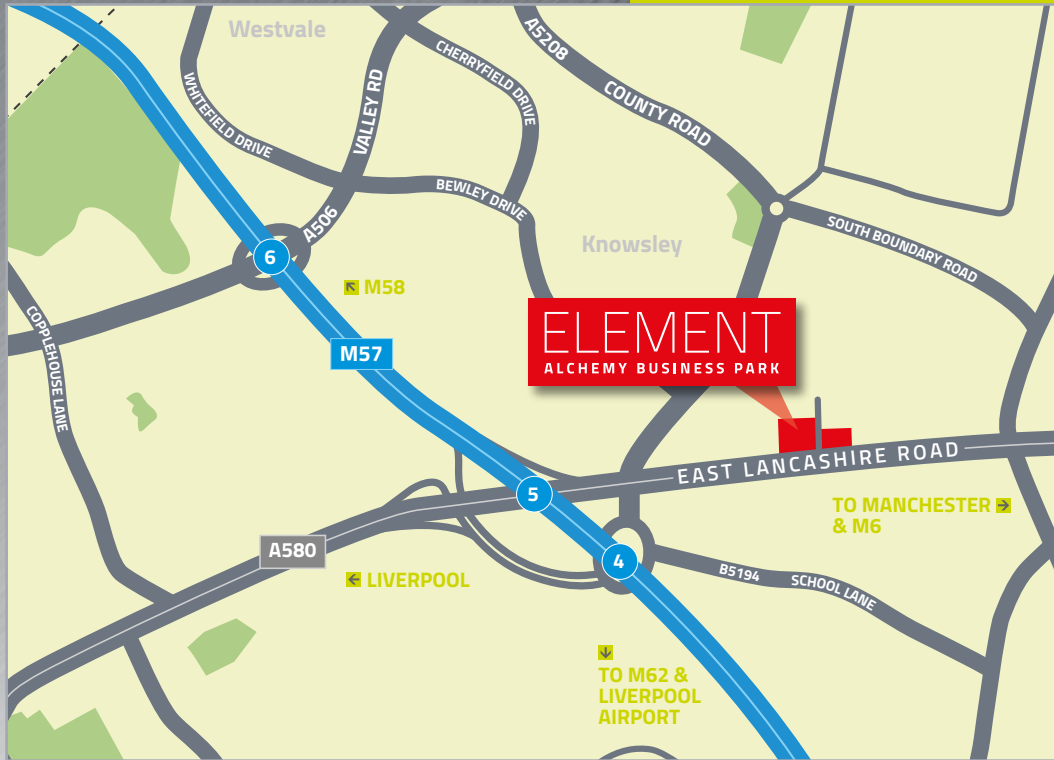 Westvale
A5208
CHERRYFIELD DRIVE
WHITEFIELD DRIVE
VALLEY RD
COUNTY ROAD
BEWLEY DRIVE
A506
SOUTH BOUNDARY ROAD
Knowsley
6
M58
COPPLEHOUSE LANE
M57
ELEMENT
ALCHEMY BUSINESS PARK
EAST LANCASHIRE ROAD
5
TO MANCHESTER
& M6
A580
4
LIVERPOOL
B5194
SCHOOL LANE
TO M62 &
LIVERPOOL
AIRPORT